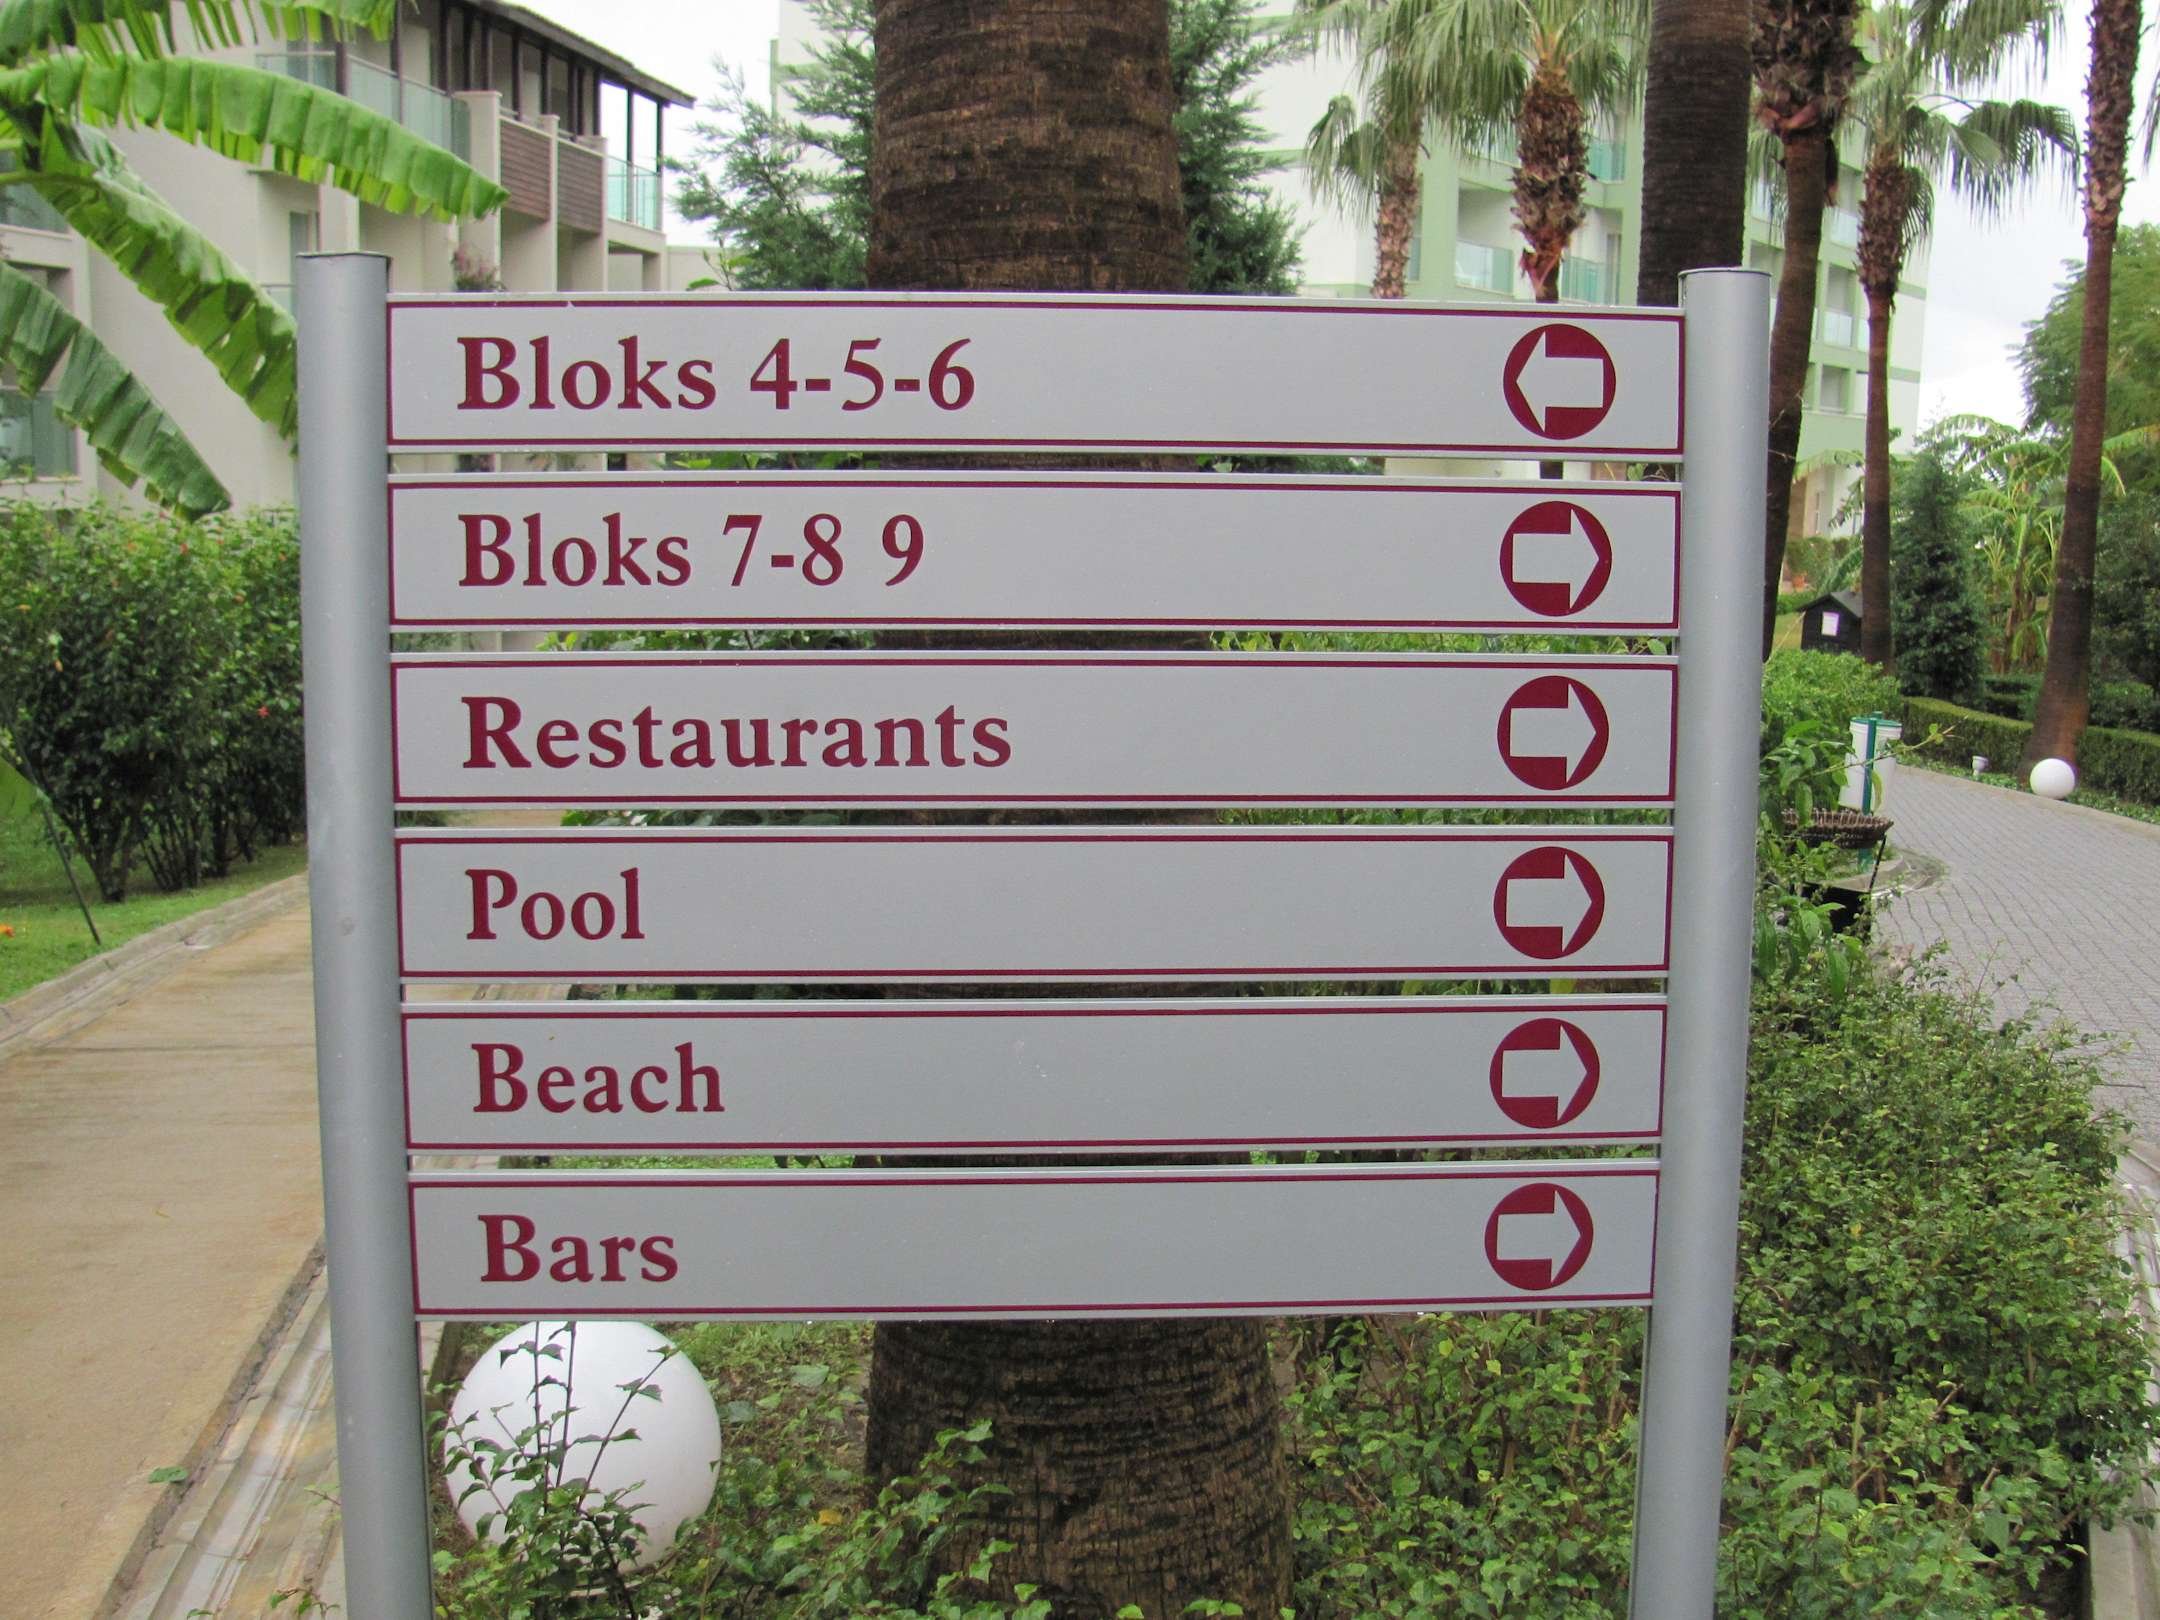 Bloks 4-5-6
Bloks 7-8 9
Restaurants
Pool
Beach
Bars